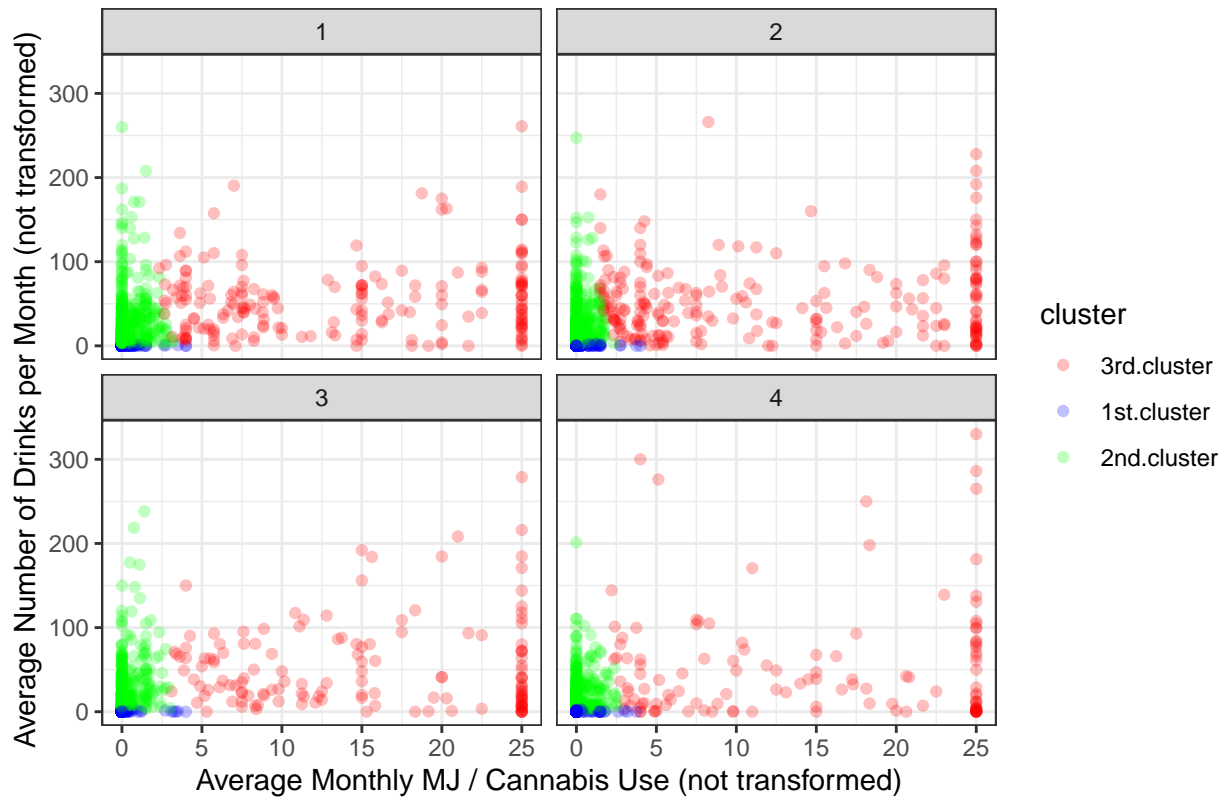 1
2
300
200
100
0
3
4
300
200
100
0
0 5 10 15 20 25
0 5 10 15 20 25
Average Number of Drinks per Month (not transformed)
Average Monthly MJ / Cannabis Use (not transformed)
cluster
3rd.cluster
1st.cluster
2nd.cluster